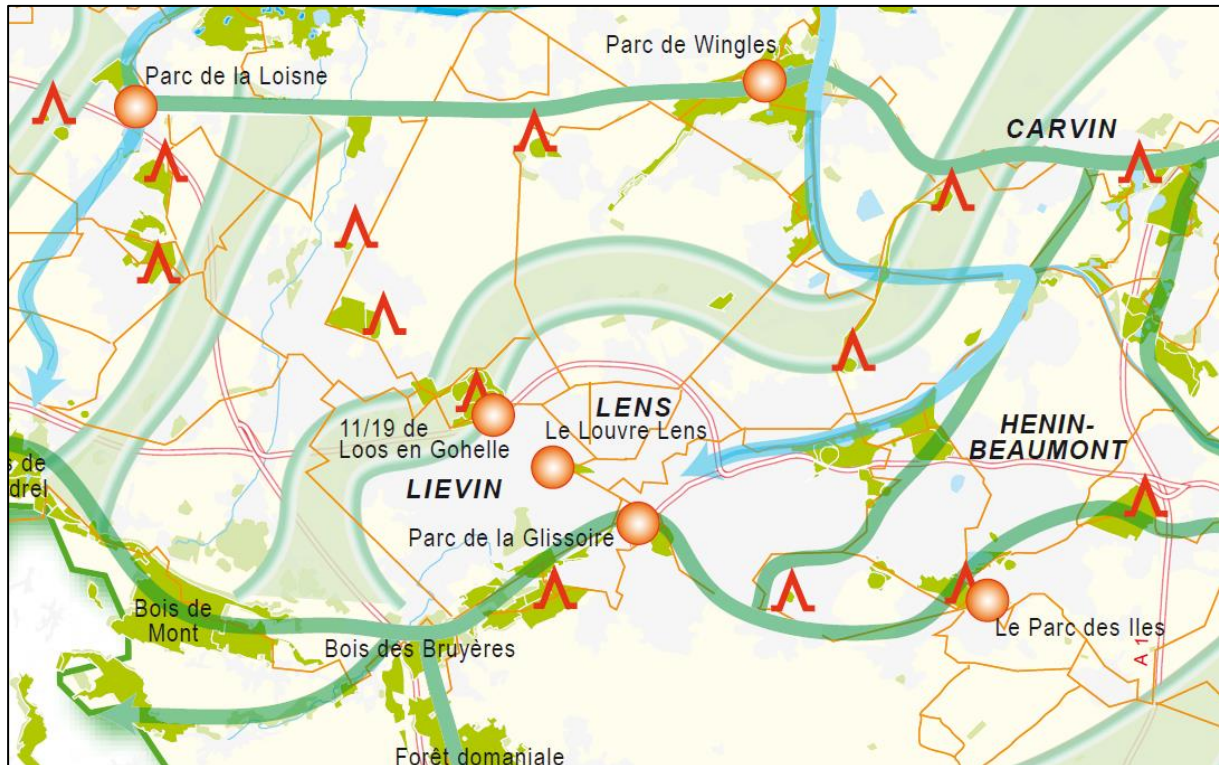 Parc de Wingles
Parc de la Loisne
CARVIN
LENS
Le Louvre Lens
11/19 de
Loos en Gohelle
HENIN-
BEAUMONT
s de
drel
LIEVIN
Parc de la Glissoire
Bois de
Mont
Bois des Bruyères
Le Parc des Iles
A 1
Forêt domaniale